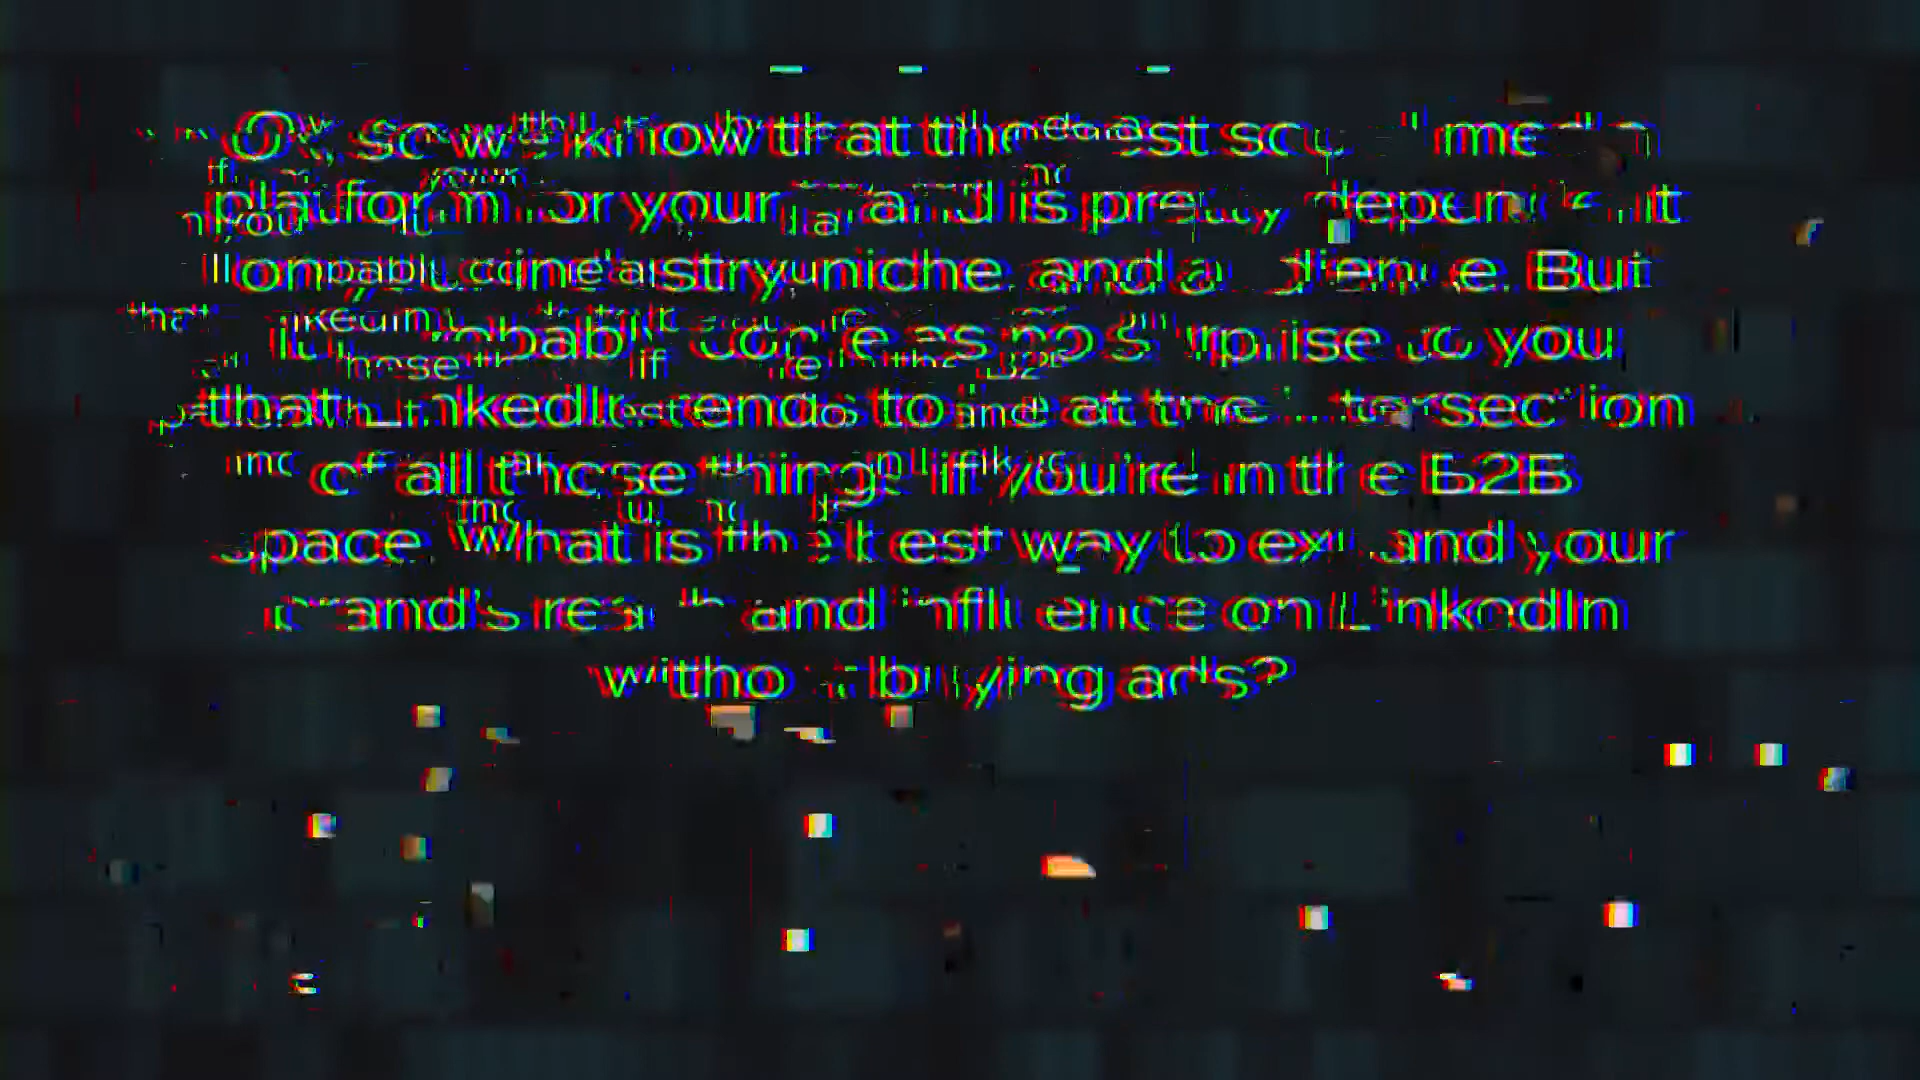 so we know that the best social media
platform for your brand is pretty dependent
on your industry, niche, and audience. But
it'll probably come as no surprise to you
that LinkedIn tends to be at the intersection
of all those things if you're in the B2B
space. What is the best way to expand your
brand's reach and influence on LinkedIn
without buying ads?